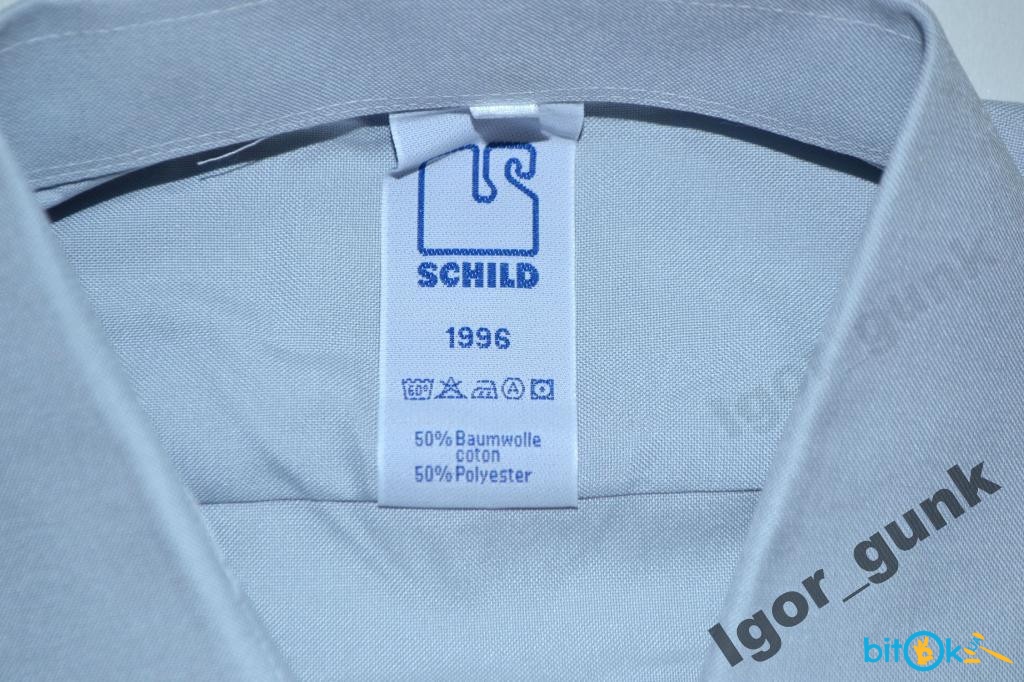 SCHILD
1996
60° A
50% Baumwolle
coton
50% Polyester
Igor_gunk
bitOk